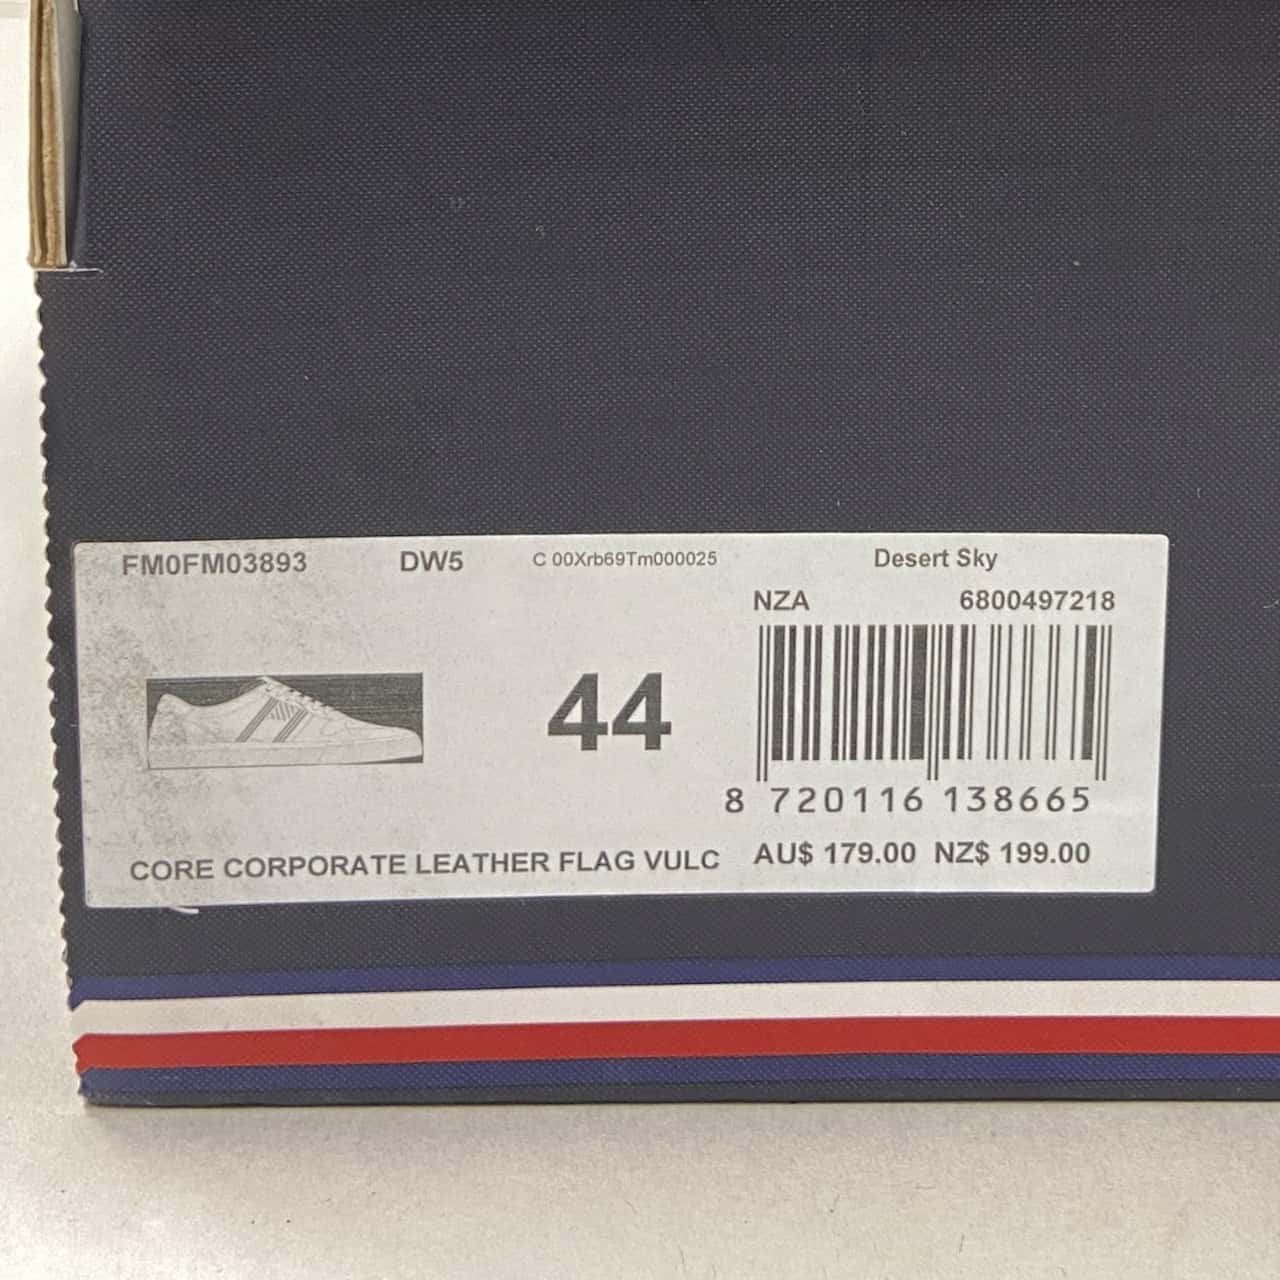 FM0FM03893 DW5 C 00Xrb69Tm000025 Desert Sky
NZA 6800497218
44
8 720116 138665
CORE CORPORATE LEATHER FLAG VULC AU$ 179.00 NZ$ 199.00